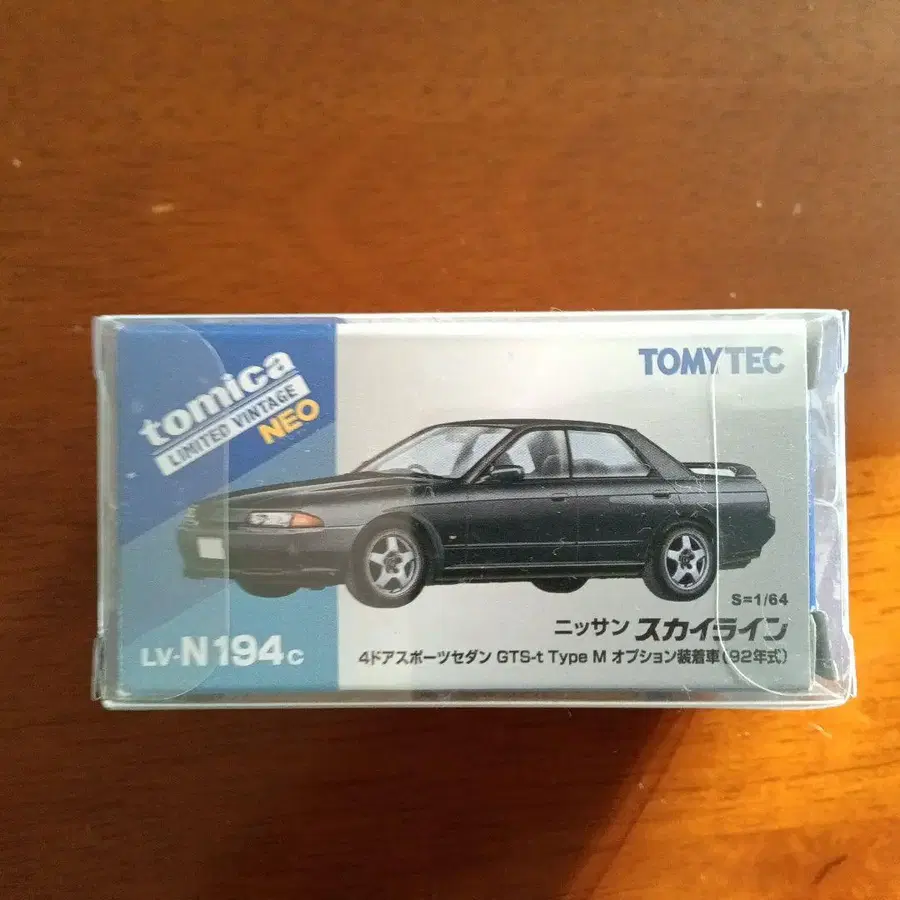 tomica
LIMITED VINTAGE
NEO
TOMYTEC
S=1/64
ニッサン スカイライン
LV-N194c
4ドアスポーツセダン GTS-t Type M オプション装着車(92年式)